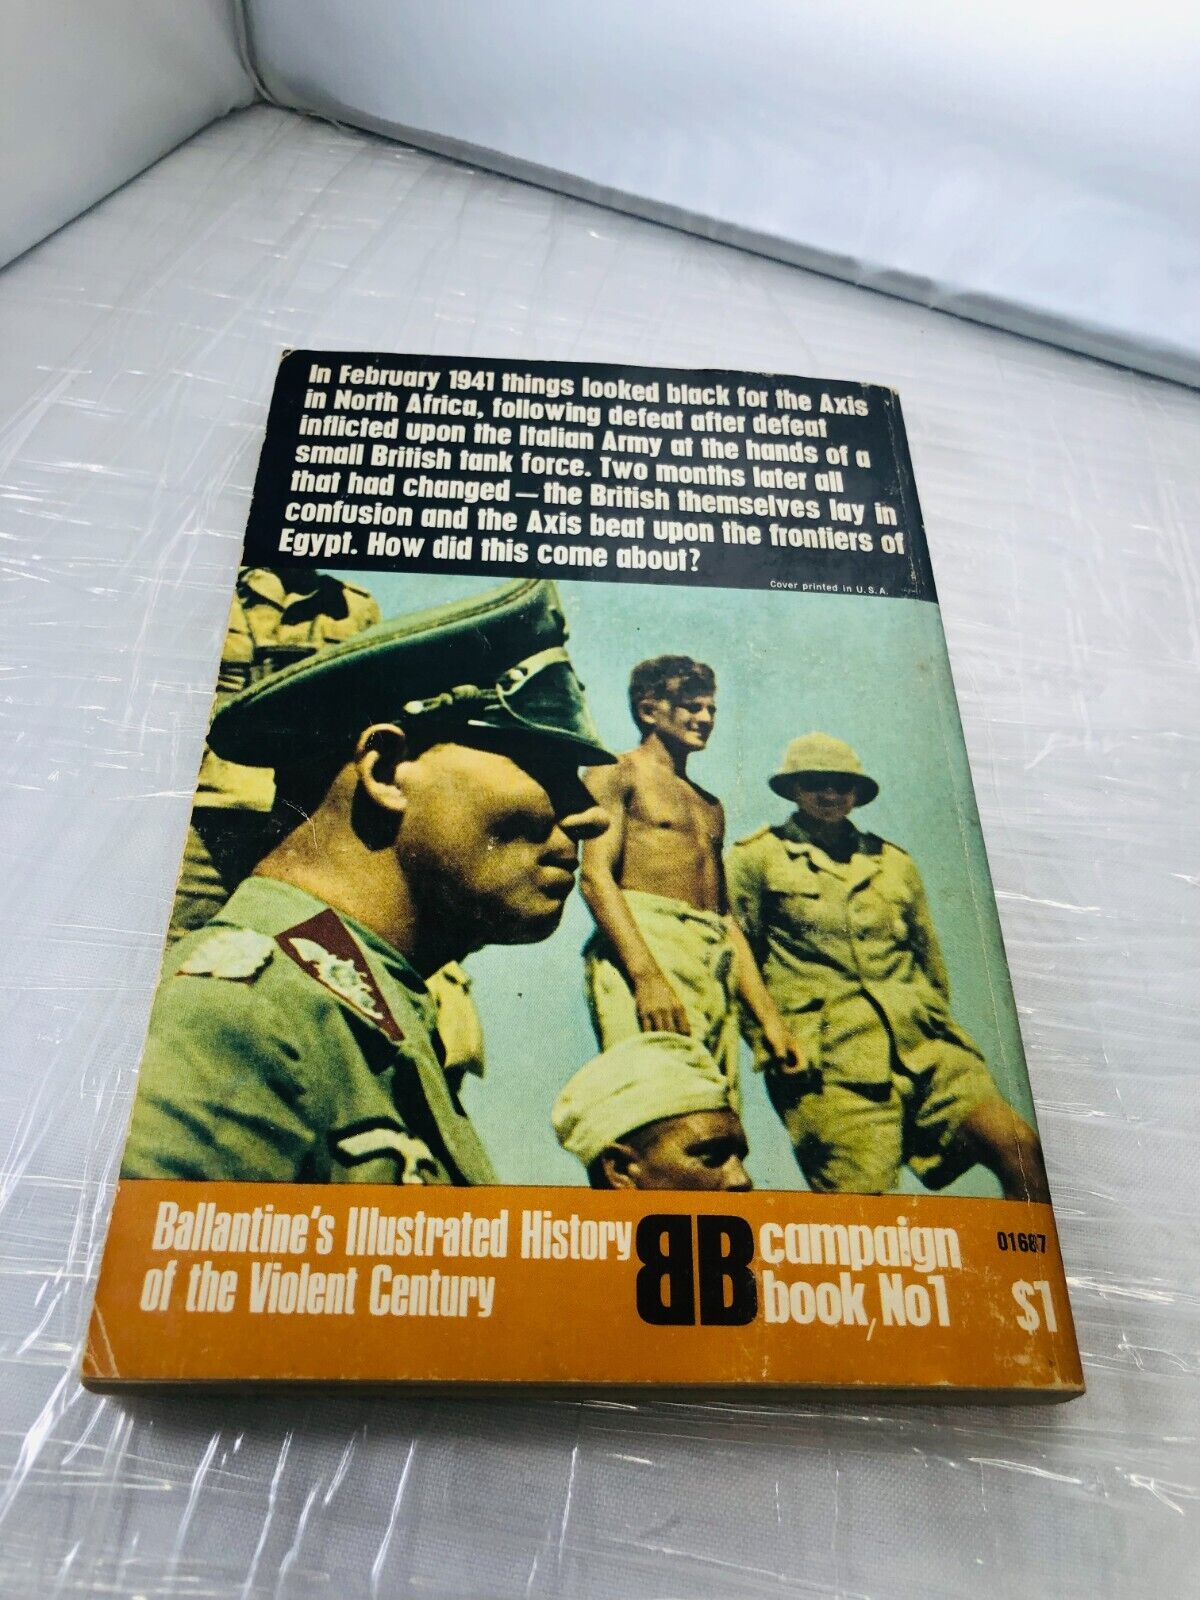 In February 1941 things looked black for the Axis
in North Africa, following defeat after defeat
inflicted upon the Italian Army at the hands of a
small British tank force. Two months later all
that had changed – the British themselves lay in
confusion and the Axis beat upon the frontiers of
Egypt. How did this come about?
Cover printed in U.S.A.
Ballantine's Illustrated History
of the Violent Century
BB
campaign
book, No1
01687
$1